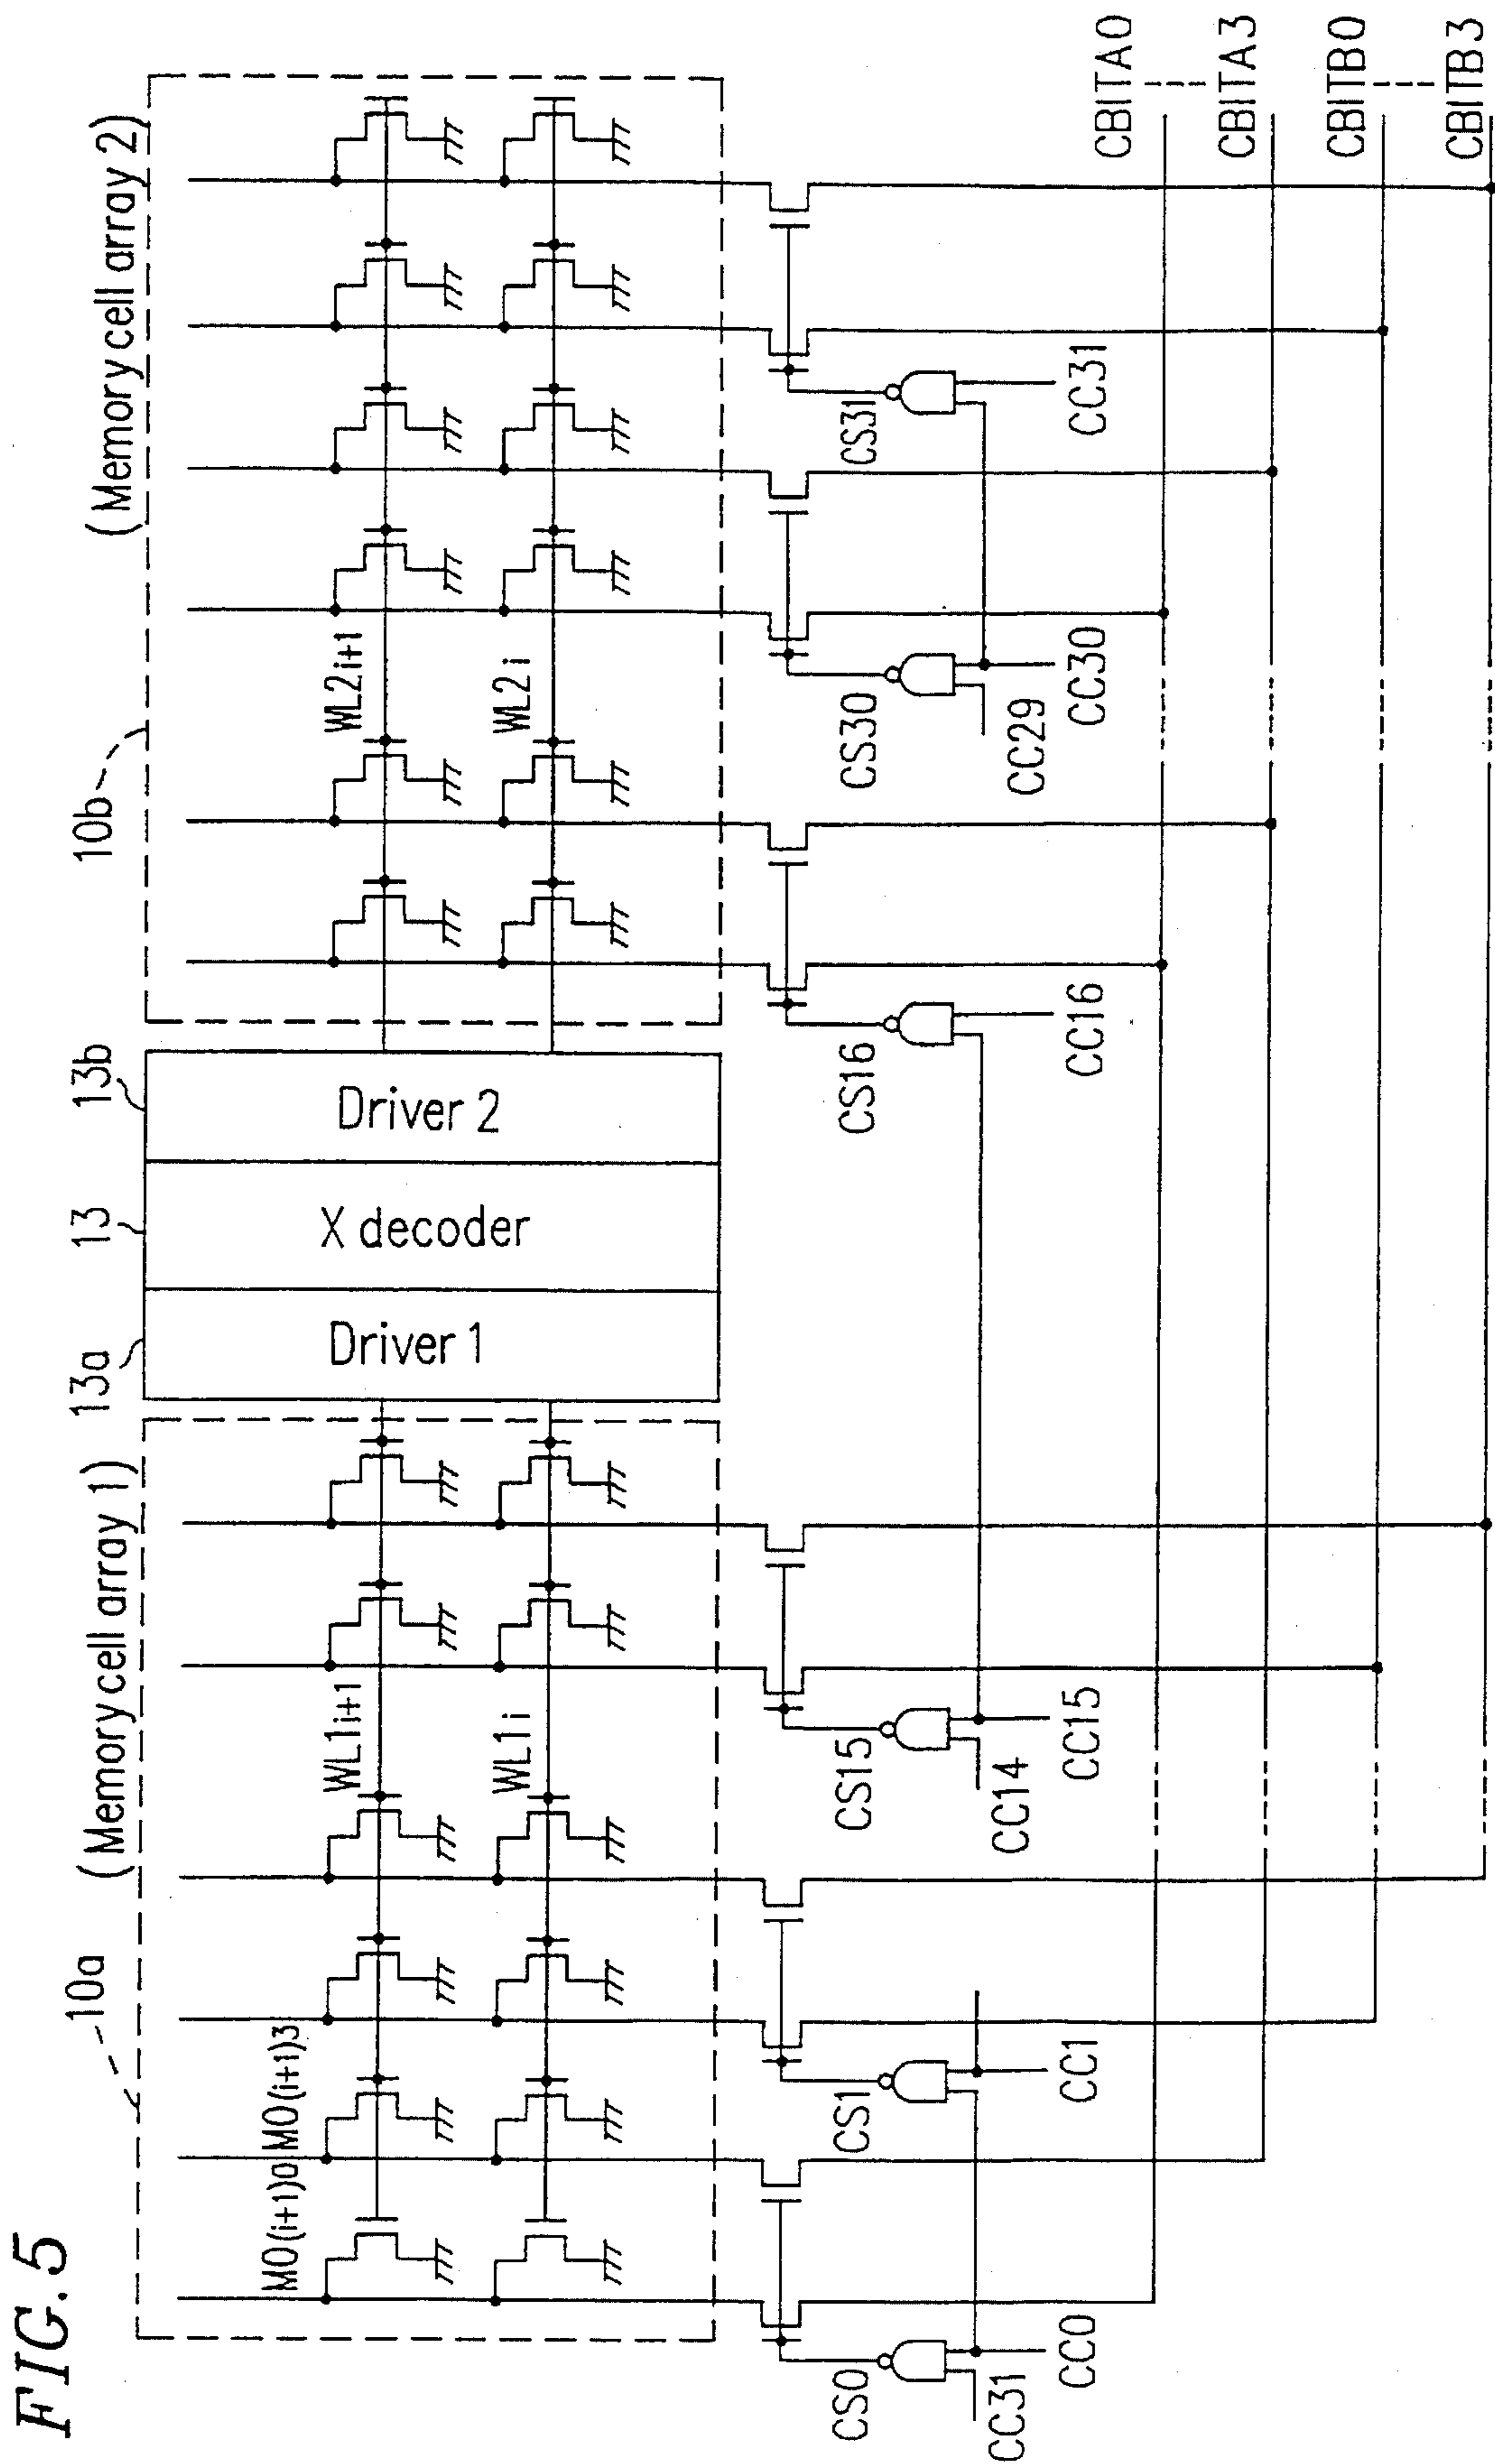 FIG. 5
10a
(Memory cell array 1)
13a
13
13b
10b
(Memory cell array 2)
M0(i+1)0
M0(i+1)3
WL1i+1
WL1i
Driver 1
X decoder
Driver 2
WL2i+1
WL2i
CS0
CC31
CC0
CS1
CC1
CS15
CC14
CC15
CS16
CC16
CS30
CC29
CC30
CS31
CC31
CBITA0
CBITA3
CBITB0
CBITB3